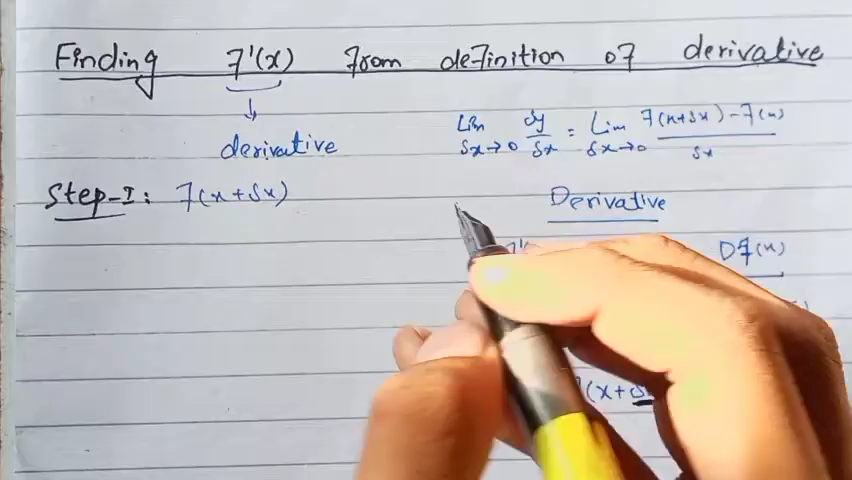 Finding f'(x) from definition of derivative
derivative
Lim δx→0 δy/δx = Lim δx→0 f(x+δx)-f(x)/δx
Step-I: f(x+δx)
Derivative
Df(x)
(x+δ